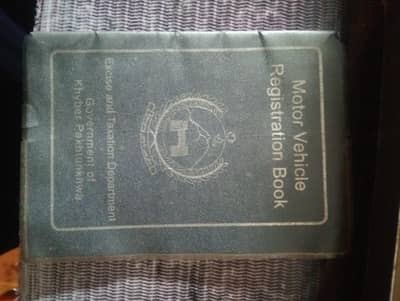 Motor Vehicle
Registration Book
Excise and Taxation Department
Government of
Khyber Pakhtunkhwa